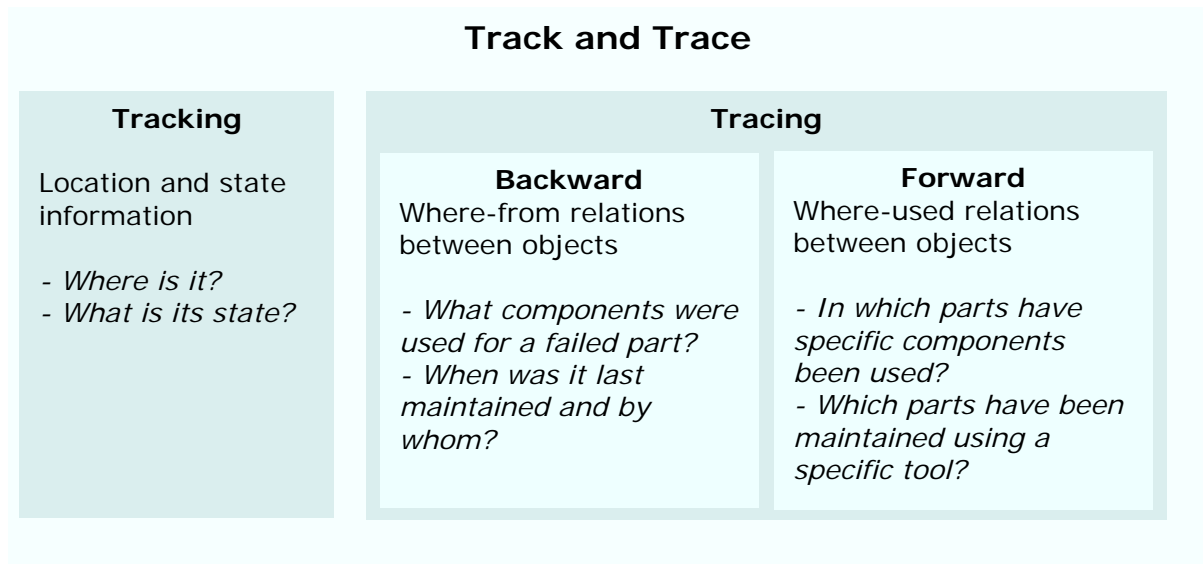 Track and Trace
Tracking
Location and state
information
- Where is it?
- What is its state?
Tracing
Backward
Where-from relations
between objects
- What components were
used for a failed part?
- When was it last
maintained and by
whom?
Forward
Where-used relations
between objects
- In which parts have
specific components
been used?
- Which parts have been
maintained using a
specific tool?